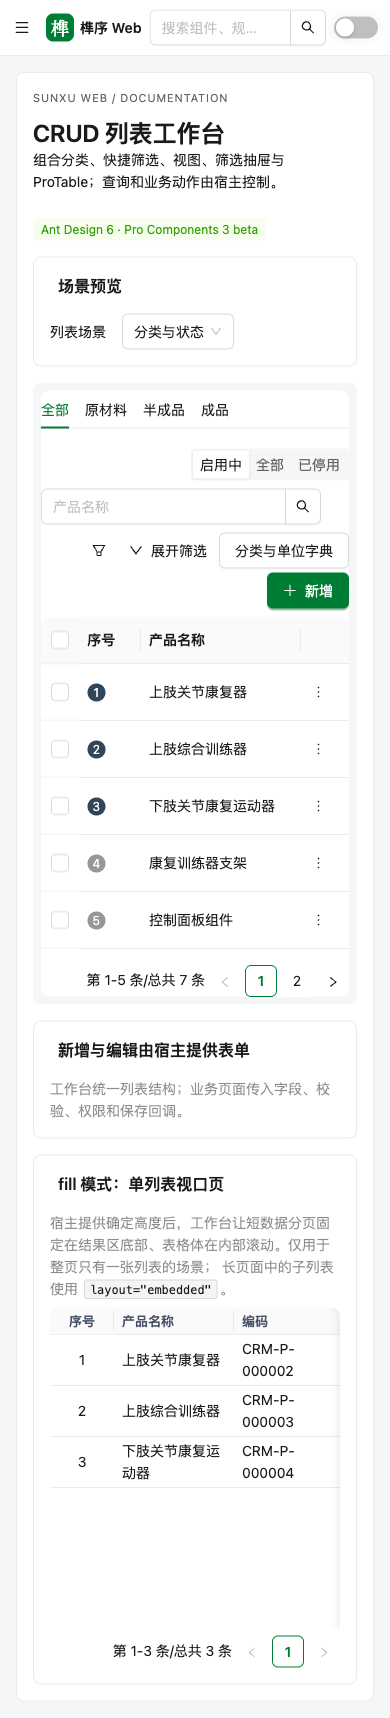 榫 榫序 Web 搜索组件、规...
SUNXU WEB / DOCUMENTATION
CRUD 列表工作台
组合分类、快捷筛选、视图、筛选抽屉与
ProTable；查询和业务动作由宿主控制。
Ant Design 6 · Pro Components 3 beta
场景预览
列表场景 分类与状态
全部 原材料 半成品 成品
启用中 全部 已停用
产品名称
展开筛选 分类与单位字典
新增
序号 产品名称
1 上肢关节康复器
2 上肢综合训练器
3 下肢关节康复运动器
4 康复训练器支架
5 控制面板组件
第 1-5 条/总共 7 条 < 1 2 >
新增与编辑由宿主提供表单
工作台统一列表结构；业务页面传入字段、校
验、权限和保存回调。
fill 模式：单列表视口页
宿主提供确定高度后，工作台让短数据分页固
定在结果区底部、表格体在内部滚动。仅用于
整页只有一张列表的场景； 长页面中的子列表
使用 layout="embedded" 。
序号 产品名称 编码
1 上肢关节康复器 CRM-P-
000002
2 上肢综合训练器 CRM-P-
000003
3 下肢关节康复运 CRM-P-
动器 000004
第 1-3 条/总共 3 条 < 1 >